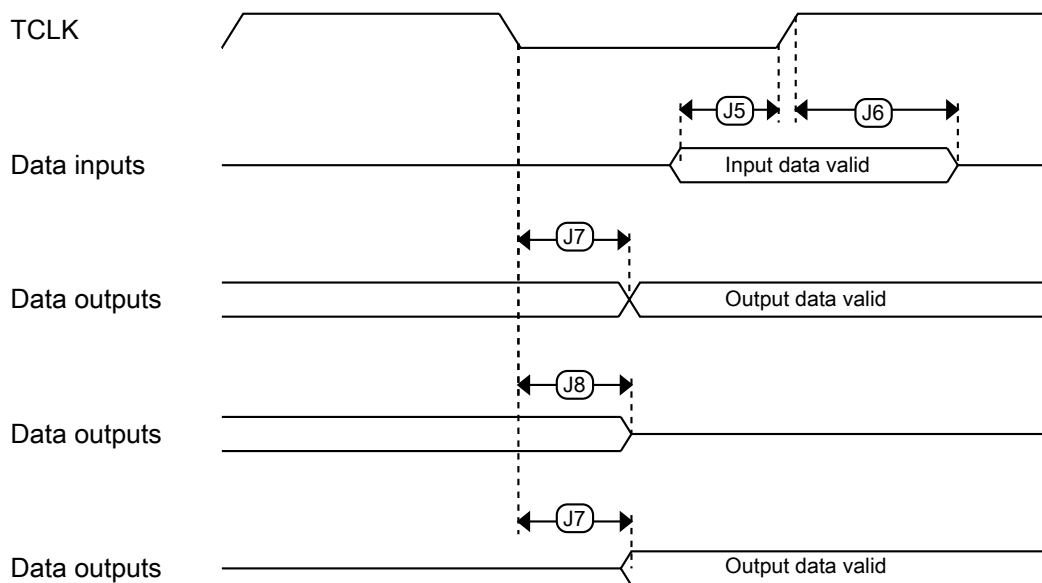 TCLK
J5
J6
Data inputs
Input data valid
J7
Data outputs
Output data valid
J8
Data outputs
J7
Data outputs
Output data valid